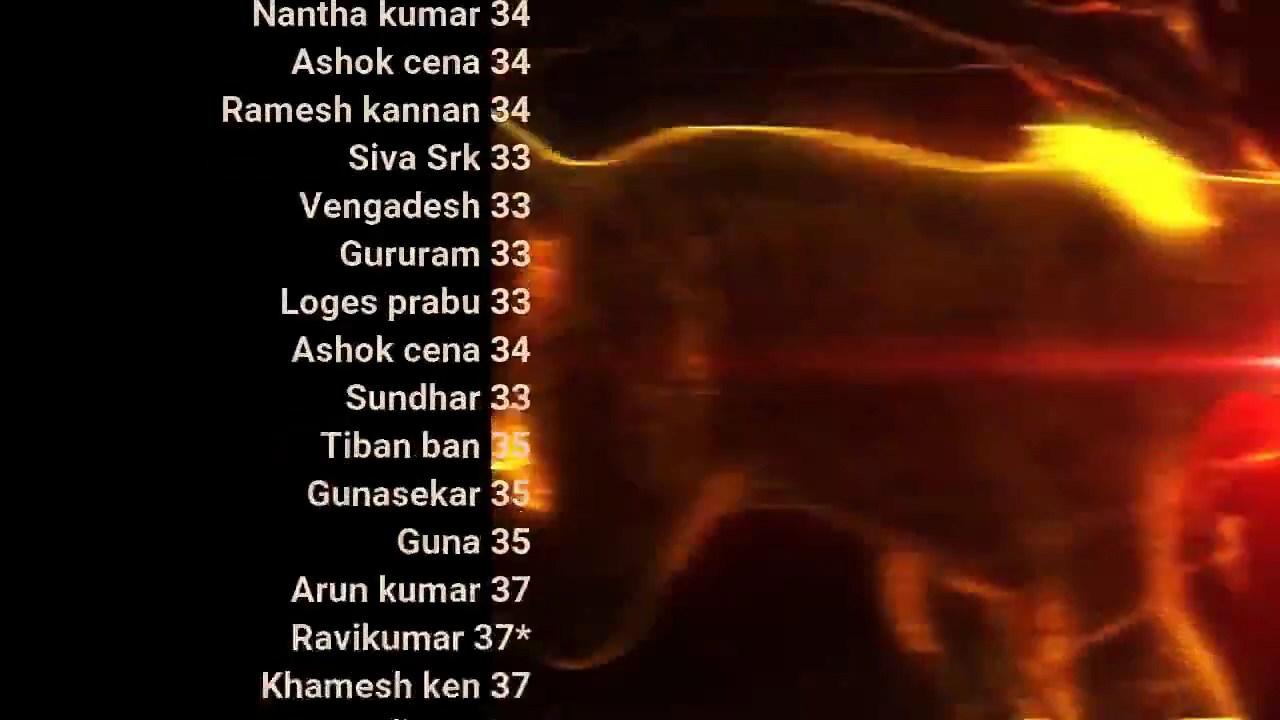 Nantha kumar 34
Ashok cena 34
Ramesh kannan 34
Siva Srk 33
Vengadesh 33
Gururam 33
Loges prabu 33
Ashok cena 34
Sundhar 33
Tiban ban 35
Gunasekar 35
Guna 35
Arun kumar 37
Ravikumar 37*
Khamesh ken 37